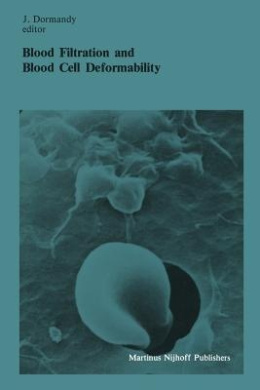 J. Dormandy
editor
Blood Filtration and
Blood Cell Deformability
Martinus Nijhoff Publishers